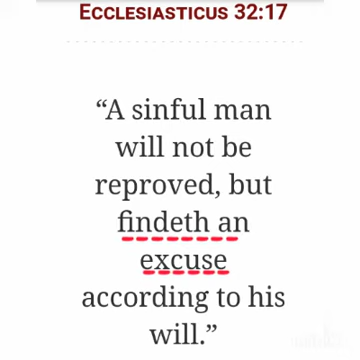 Ecclesiasticus 32:17
“A sinful man
will not be
reproved, but
findeth an
excuse
according to his
will.”